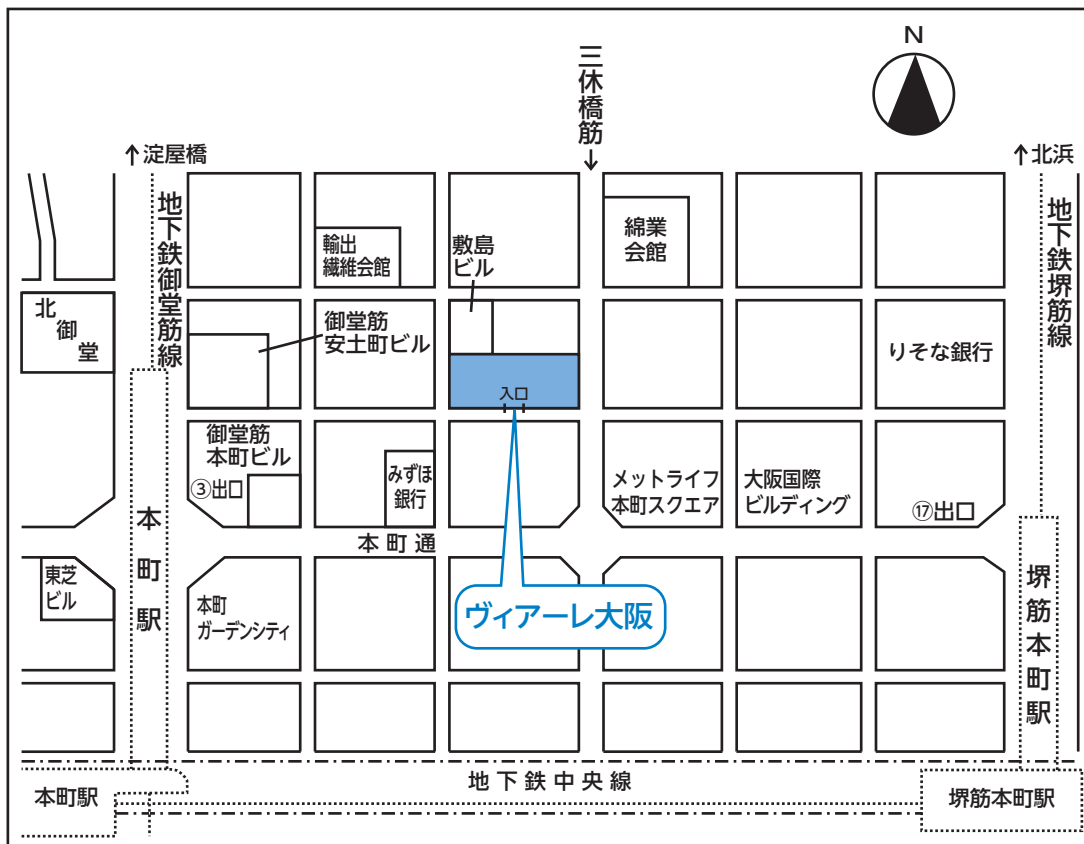 N
三休橋筋
↓
↑淀屋橋
↑北浜
地下鉄御堂筋線
地下鉄堺筋線
輸出
繊維会館
敷島
ビル
綿業
会館
北御堂
御堂筋
安土町ビル
りそな銀行
入口
御堂筋
本町ビル
③出口
みずほ
銀行
メットライフ
本町スクエア
大阪国際
ビルディング
⑰出口
本町通
本町駅
東芝
ビル
本町
ガーデンシティ
ヴィアーレ大阪
堺筋本町駅
地下鉄中央線
本町駅
堺筋本町駅